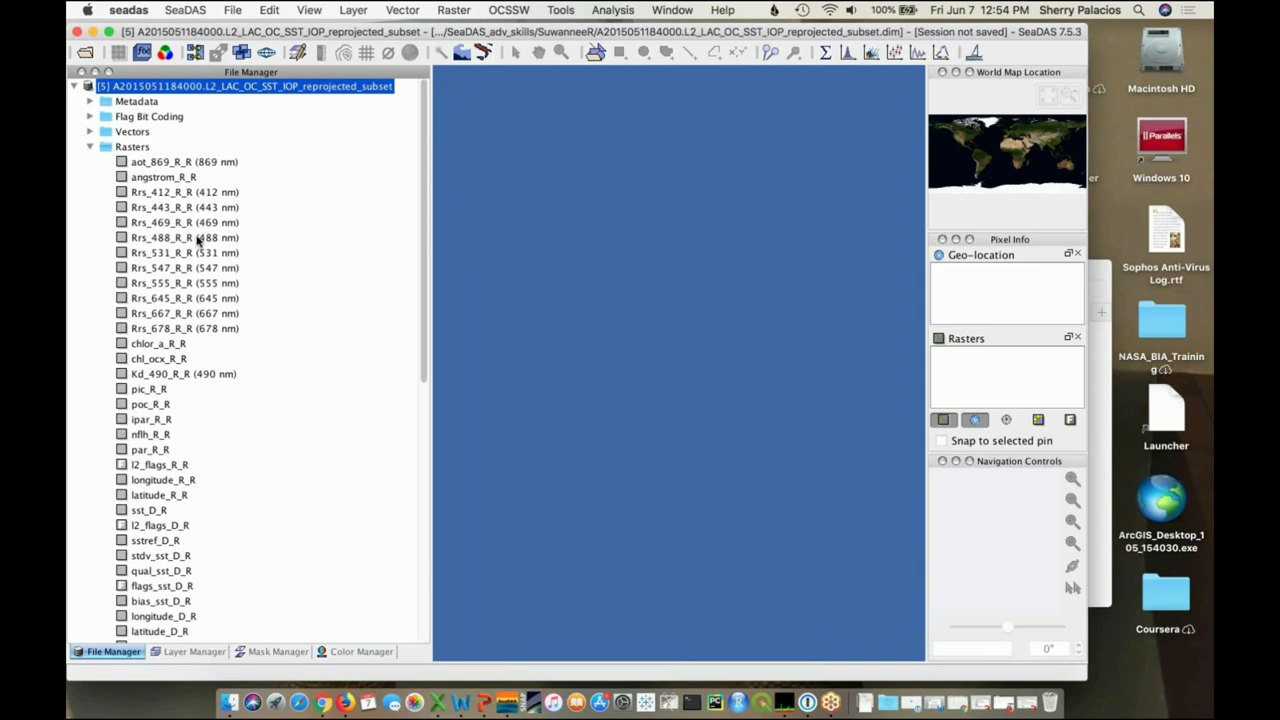 seadas SeaDAS File Edit View Layer Vector Raster OCSSW Tools Analysis Window Help 100% Fri Jun 7 12:54 PM Sherry Palacios
[5] A2015051184000.L2_LAC_OC_SST_IOP_reprojected_subset - [.../SeaDAS_adv_skills/SuwanneeR/A2015051184000.L2_LAC_OC_SST_IOP_reprojected_subset.dim] - [Session not saved] - SeaDAS 7.5.3
File Manager
[5] A2015051184000.L2_LAC_OC_SST_IOP_reprojected_subset
Metadata
Flag Bit Coding
Vectors
Rasters
aot_869_R_R (869 nm)
angstrom_R_R
Rrs_412_R_R (412 nm)
Rrs_443_R_R (443 nm)
Rrs_469_R_R (469 nm)
Rrs_488_R_R (488 nm)
Rrs_531_R_R (531 nm)
Rrs_547_R_R (547 nm)
Rrs_555_R_R (555 nm)
Rrs_645_R_R (645 nm)
Rrs_667_R_R (667 nm)
Rrs_678_R_R (678 nm)
chlor_a_R_R
chl_ocx_R_R
Kd_490_R_R (490 nm)
pic_R_R
poc_R_R
ipar_R_R
nflh_R_R
par_R_R
l2_flags_R_R
longitude_R_R
latitude_R_R
sst_D_R
l2_flags_D_R
sstref_D_R
stdv_sst_D_R
qual_sst_D_R
flags_sst_D_R
bias_sst_D_R
longitude_D_R
latitude_D_R
File Manager Layer Manager Mask Manager Color Manager
World Map Location
Pixel Info
Geo-location
Rasters
Snap to selected pin
Navigation Controls
0°
Macintosh HD
Parallels
Windows 10
Sophos Anti-Virus
Log.rtf
NASA_BIA_Trainin
g
Launcher
ArcGIS_Desktop_1
05_154030.exe
Coursera